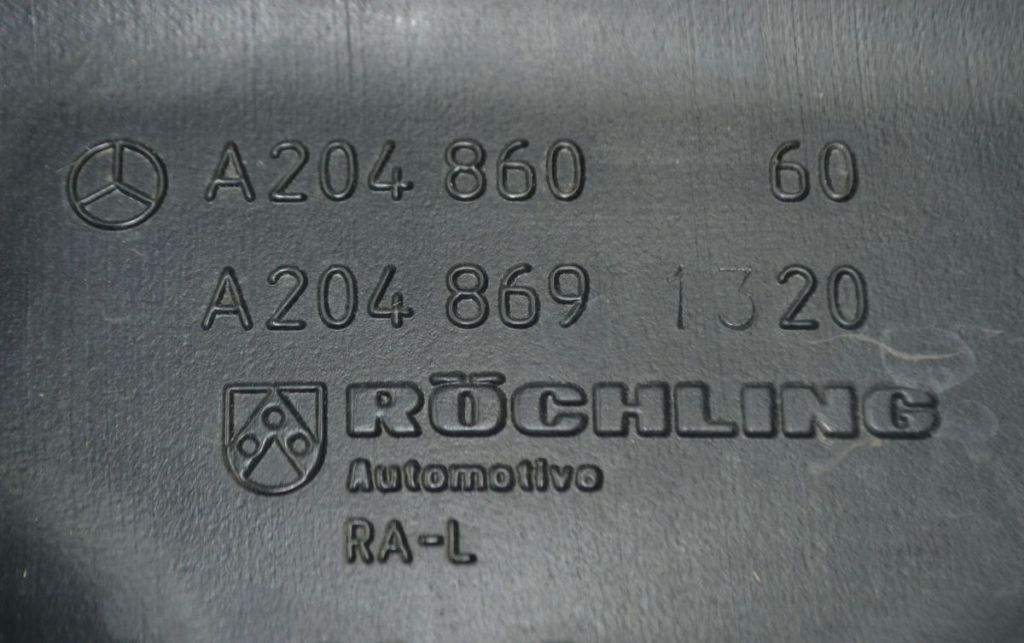 A204 860 60
A204 869 1320
RÖCHLING
Automotive
RA-L